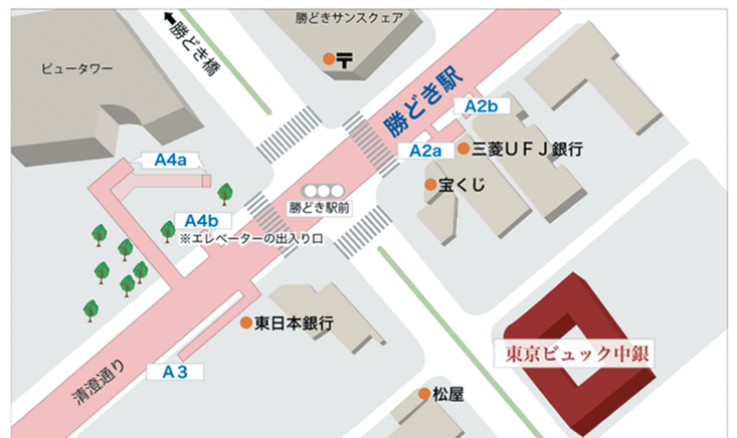 勝どきサンスクェア
勝どき橋
〒
ビュータワー
勝どき駅
A2b
A2a
三菱UFJ銀行
A4a
宝くじ
勝どき駅前
A4b
※エレベーターの出入り口
東日本銀行
東京ビュック中銀
A3
清澄通り
松屋